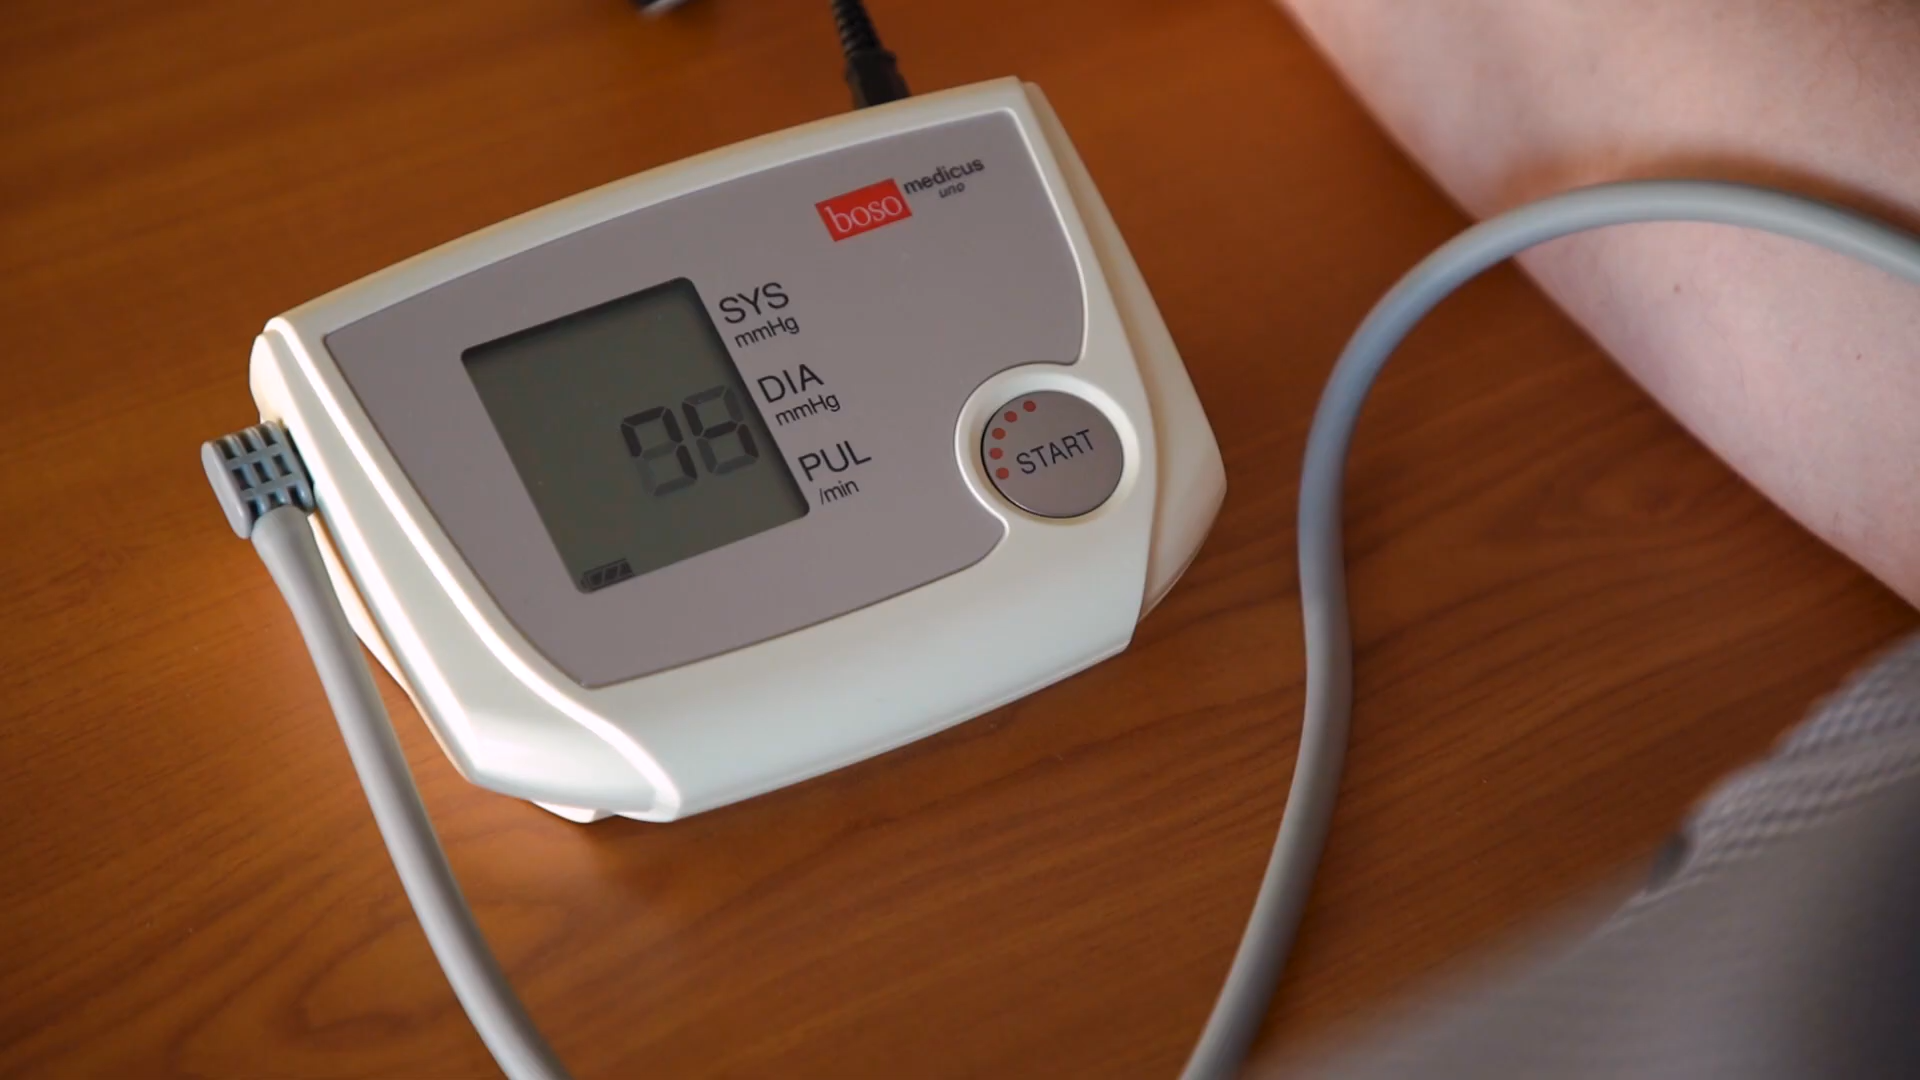 boso medicus
uno
SYS
mmHg
DIA
mmHg
PUL
/min
START